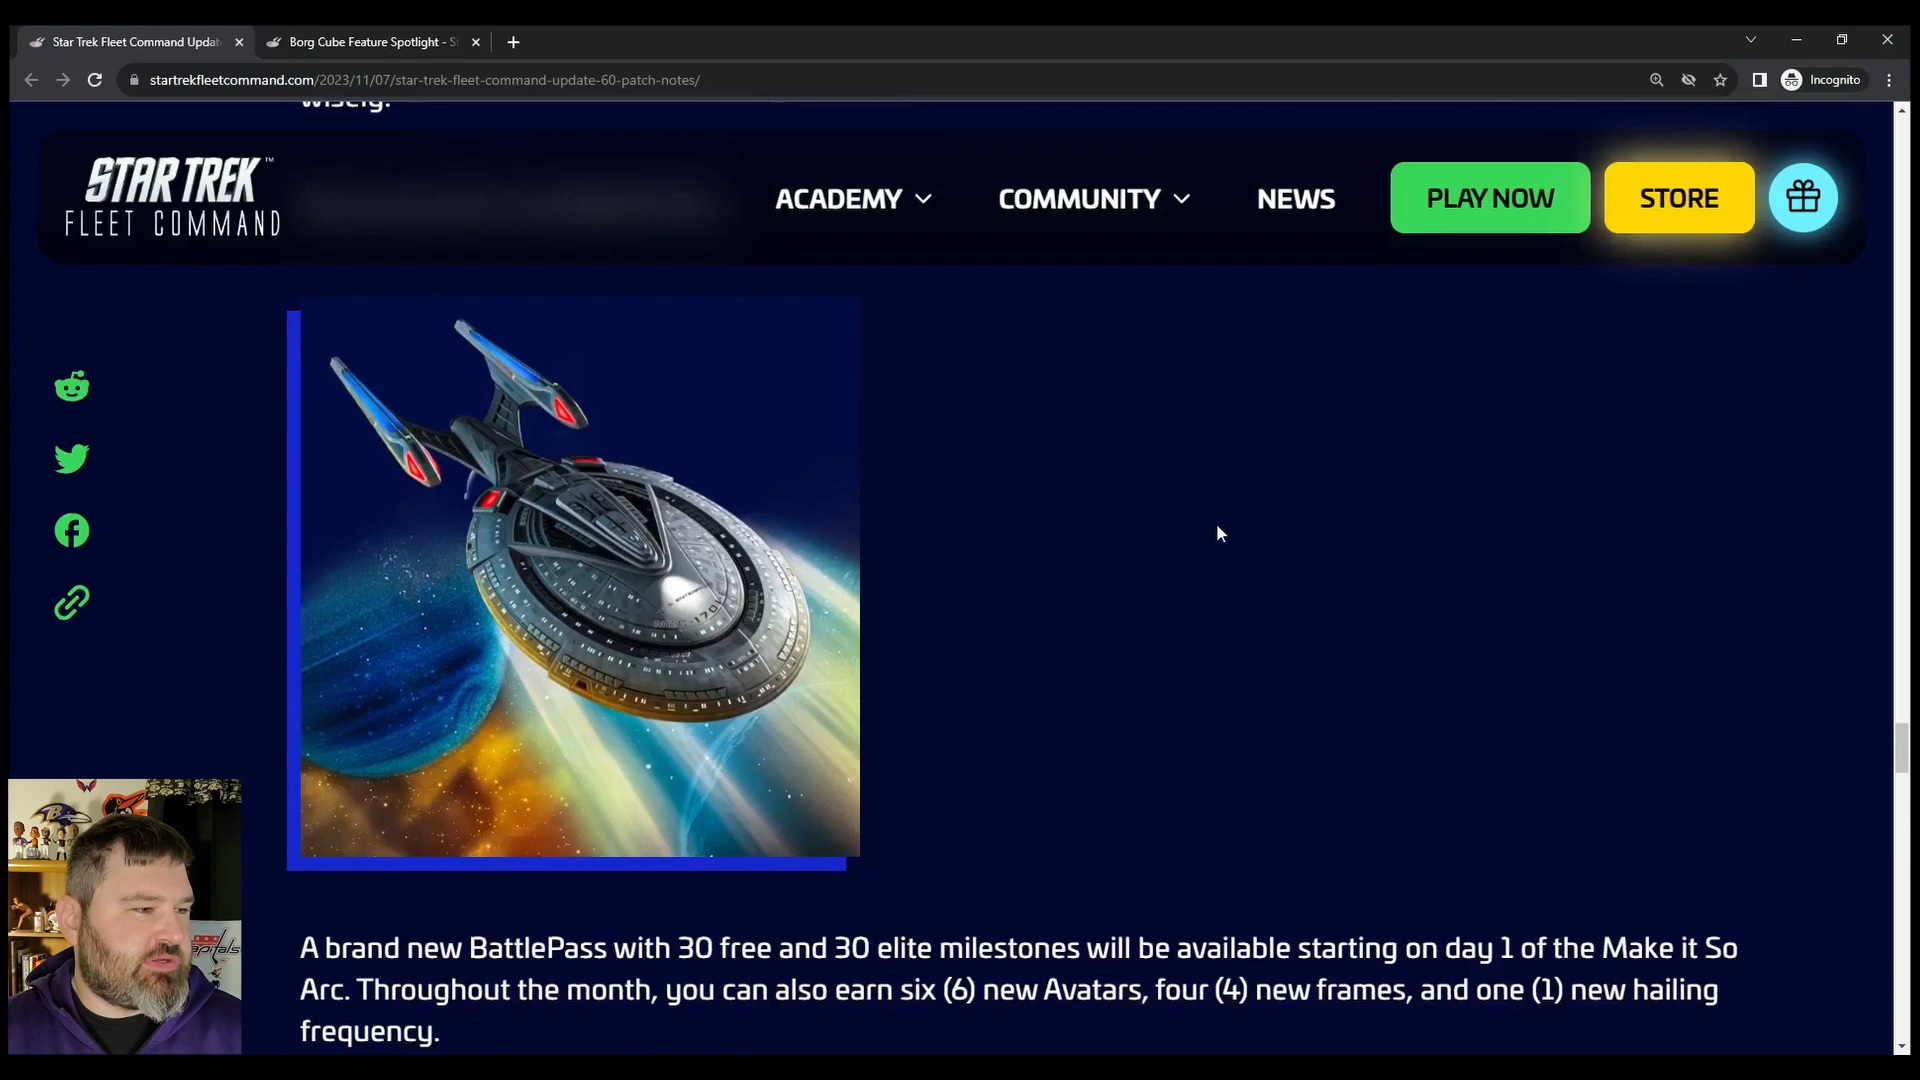 Star Trek Fleet Command Updat
Borg Cube Feature Spotlight - S
startrekfleetcommand.com/2023/11/07/star-trek-fleet-command-update-60-patch-notes/
Incognito
wisely.
STAR TREK™
FLEET COMMAND
ACADEMY
COMMUNITY
NEWS
PLAY NOW
STORE
A brand new BattlePass with 30 free and 30 elite milestones will be available starting on day 1 of the Make it So
Arc. Throughout the month, you can also earn six (6) new Avatars, four (4) new frames, and one (1) new hailing
frequency.